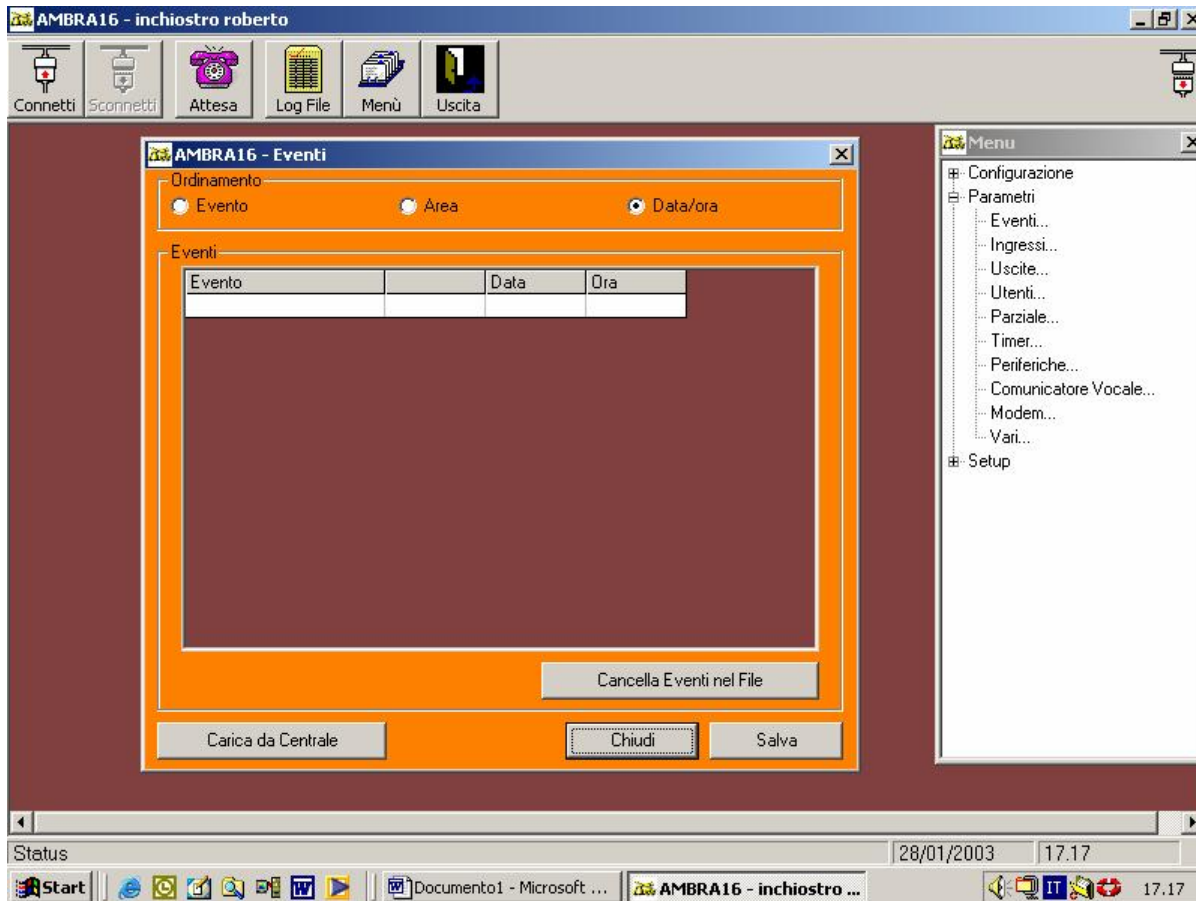 AMBRA16 - inchiostro roberto
Connetti Sconnetti Attesa Log File Menù Uscita
AMBRA16 - Eventi
Ordinamento
Evento Area Data/ora
Eventi
Evento Data Ora
Cancella Eventi nel File
Carica da Centrale Chiudi Salva
Menu
Configurazione
Parametri
Eventi...
Ingressi...
Uscite...
Utenti...
Parziale...
Timer...
Periferiche...
Comunicatore Vocale...
Modem...
Vari...
Setup
Status 28/01/2003 17.17
Start Documento1 - Microsoft ... AMBRA16 - inchiostro ... IT 17.17